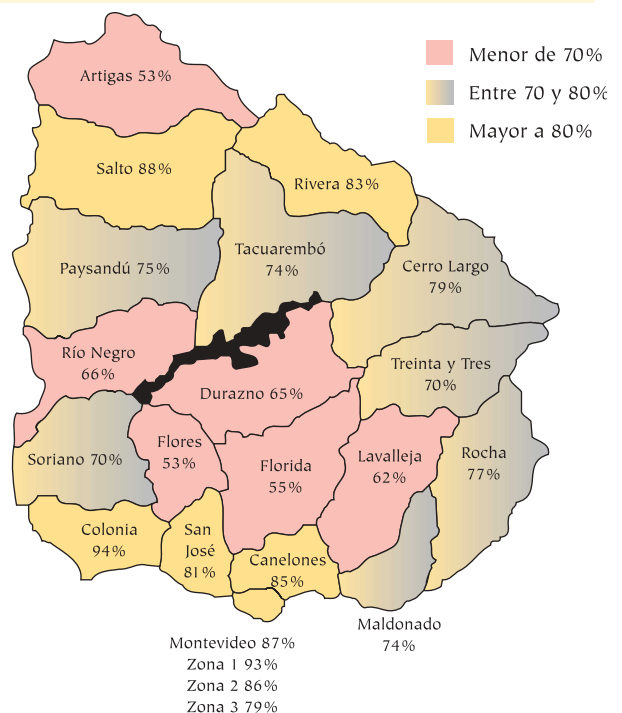 Menor de 70%
Entre 70 y 80%
Mayor a 80%
Artigas 53%
Salto 88%
Rivera 83%
Paysandú 75%
Tacuarembó
74%
Cerro Largo
79%
Río Negro
66%
Durazno 65%
Treinta y Tres
70%
Soriano 70%
Flores
53%
Florida
55%
Lavalleja
62%
Rocha
77%
Colonia
94%
San
José
81%
Canelones
85%
Maldonado
74%
Montevideo 87%
Zona 1 93%
Zona 2 86%
Zona 3 79%